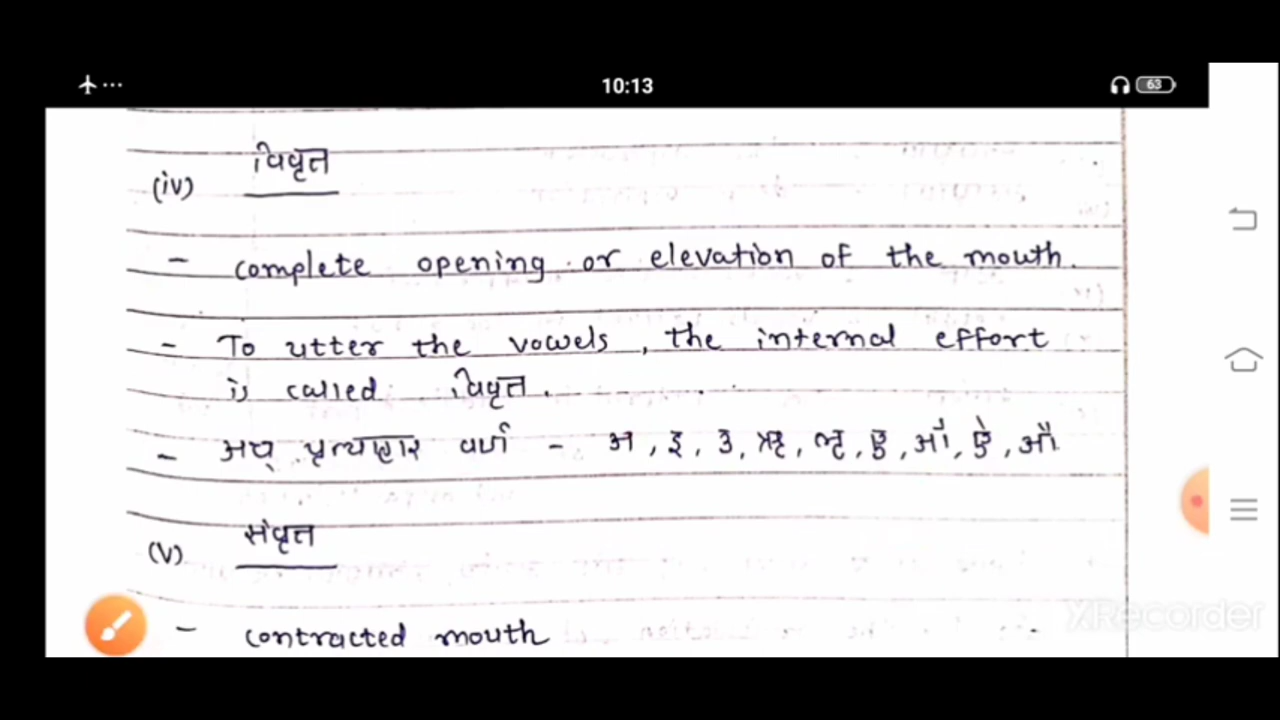 10:13
63
(iv) विवृत
- complete opening or elevation of the mouth.
- To utter the vowels, the internal effort
is called विवृत.
- अच् प्रत्याहार वर्ण - अ, इ, उ, ऋ, लृ, ए, ओ, ऐ, औ
(v) संवृत
- contracted mouth
XRecorder